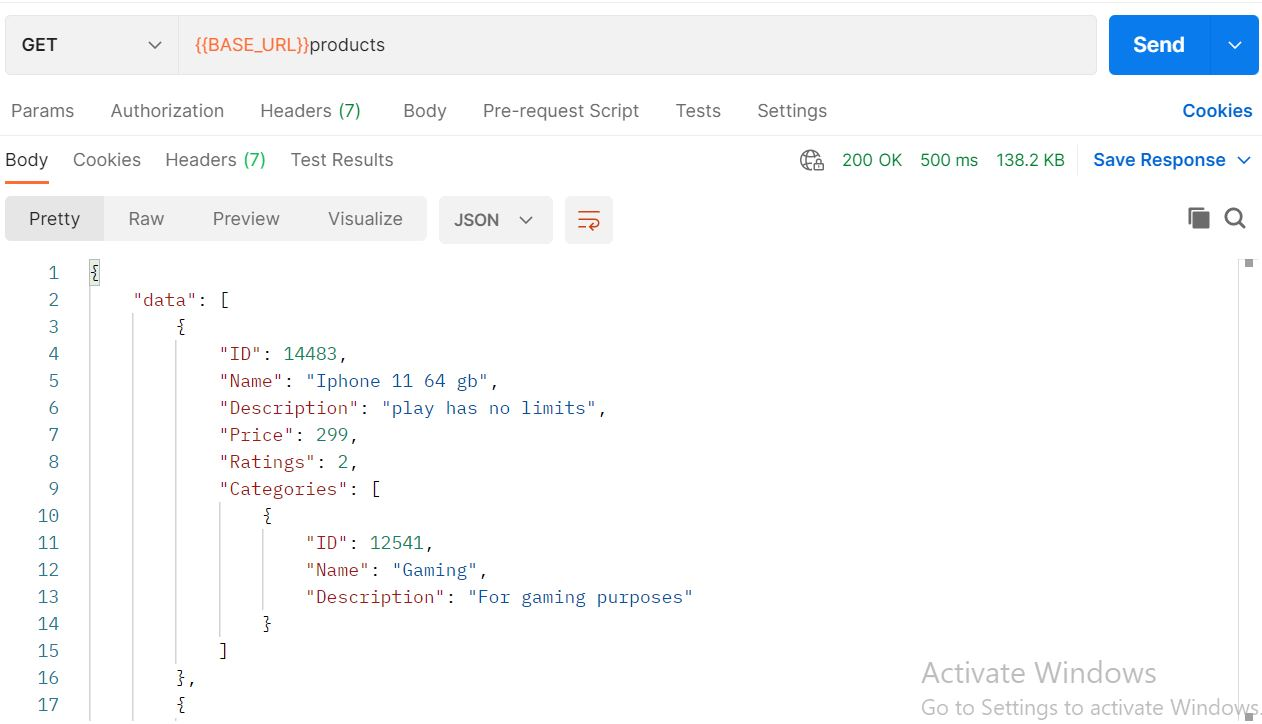 GET {{BASE_URL}}products Send
Params Authorization Headers (7) Body Pre-request Script Tests Settings Cookies
Body Cookies Headers (7) Test Results 200 OK 500 ms 138.2 KB Save Response
Pretty Raw Preview Visualize JSON
1 {
2 "data": [
3 {
4 "ID": 14483,
5 "Name": "Iphone 11 64 gb",
6 "Description": "play has no limits",
7 "Price": 299,
8 "Ratings": 2,
9 "Categories": [
10 {
11 "ID": 12541,
12 "Name": "Gaming",
13 "Description": "For gaming purposes"
14 }
15 ]
16 },
17 {
Activate Windows
Go to Settings to activate Windows.